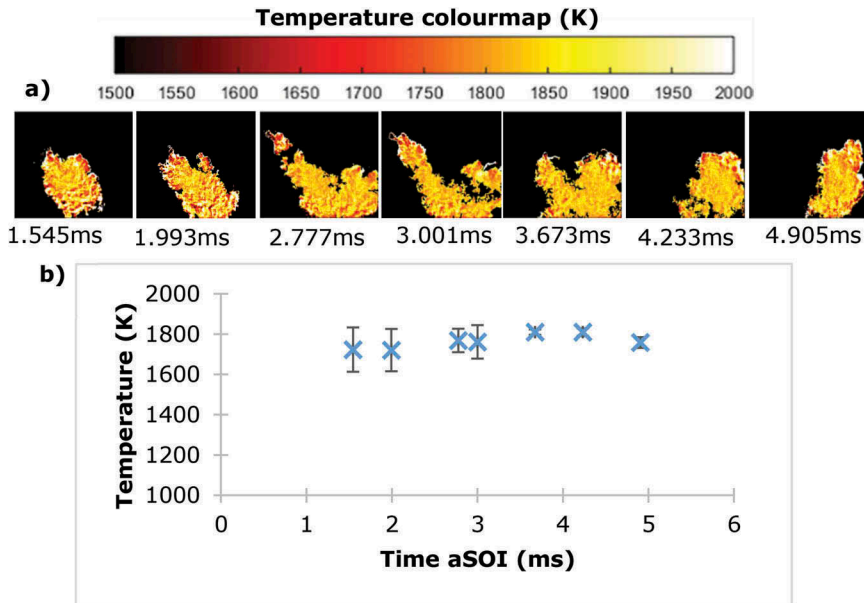 Temperature colourmap (K)
a)
1500 1550 1600 1650 1700 1750 1800 1850 1900 1950 2000
1.545ms 1.993ms 2.777ms 3.001ms 3.673ms 4.233ms 4.905ms
b)
Temperature (K)
2000
1800
1600
1400
1200
1000
0 1 2 3 4 5 6
Time aSOI (ms)